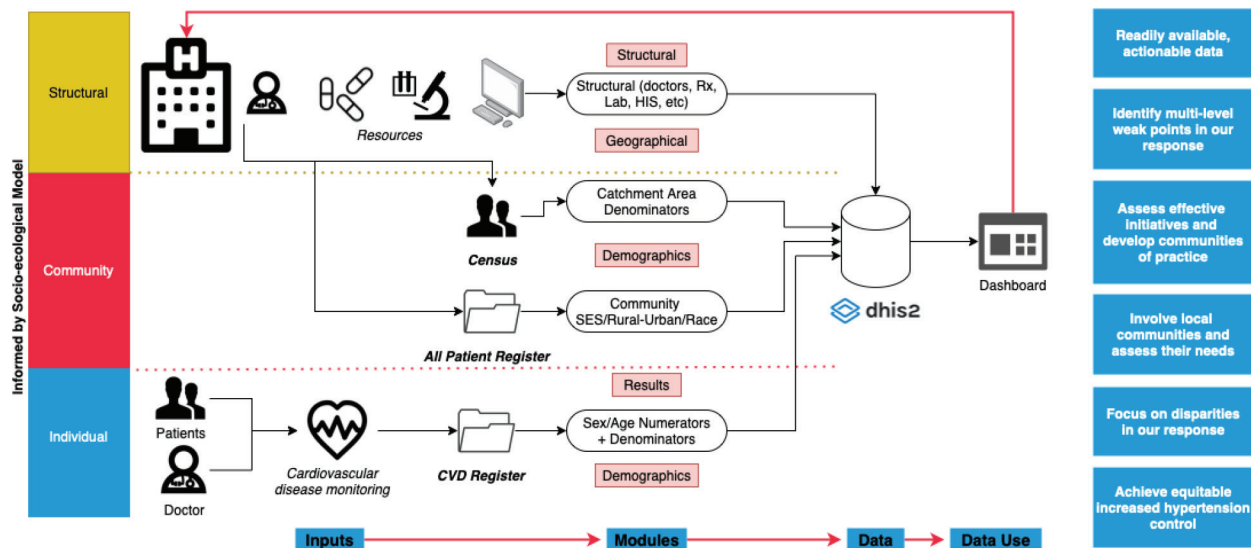 Informed by Socio-ecological Model
Structural
Community
Individual
Resources
Structural
Structural (doctors, Rx,
Lab, HIS, etc)
Geographical
Census
Catchment Area
Denominators
Demographics
All Patient Register
Community
SES/Rural-Urban/Race
dhis2
Dashboard
Patients
Doctor
Cardiovascular
disease monitoring
CVD Register
Results
Sex/Age Numerators
+ Denominators
Demographics
Inputs
Modules
Data
Data Use
Readily available,
actionable data
Identify multi-level
weak points in our
response
Assess effective
initiatives and
develop communities
of practice
Involve local
communities and
assess their needs
Focus on disparities
in our response
Achieve equitable
increased hypertension
control
H